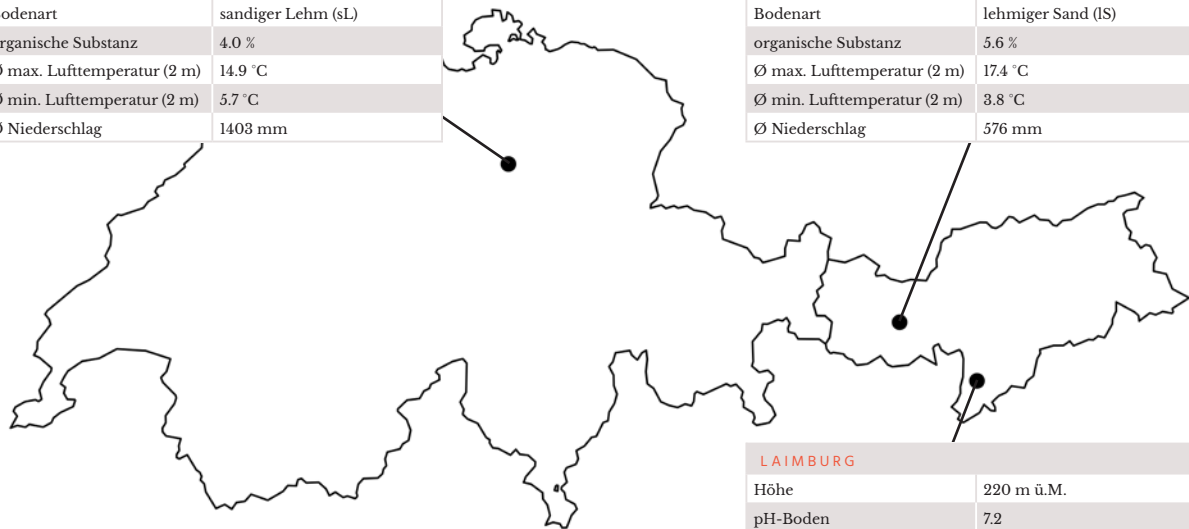 Bodenart sandiger Lehm (sL)
organische Substanz 4.0 %
Ø max. Lufttemperatur (2 m) 14.9 °C
Ø min. Lufttemperatur (2 m) 5.7 °C
Ø Niederschlag 1403 mm
Bodenart lehmiger Sand (lS)
organische Substanz 5.6 %
Ø max. Lufttemperatur (2 m) 17.4 °C
Ø min. Lufttemperatur (2 m) 3.8 °C
Ø Niederschlag 576 mm
LAIMBURG
Höhe 220 m ü.M.
pH-Boden 7.2